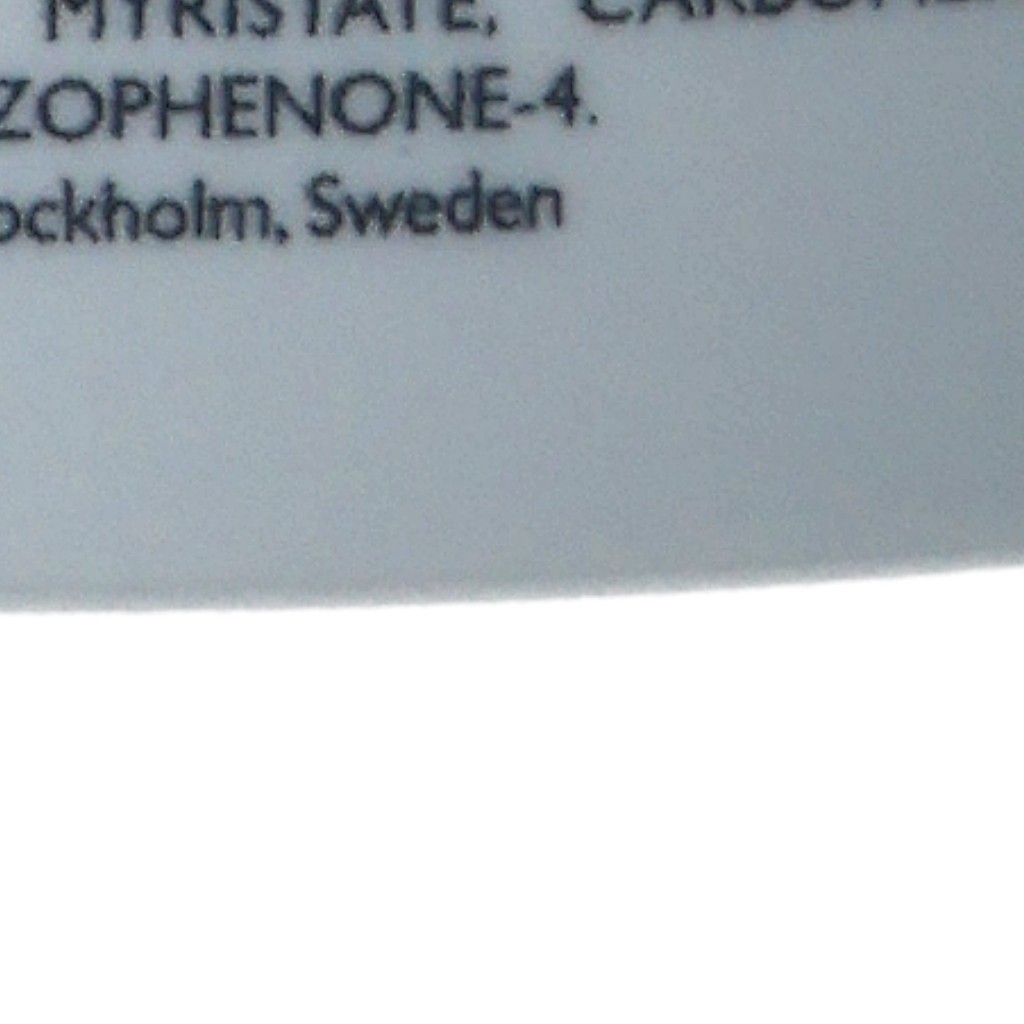 MYRISTATE,
ZOPHENONE-4.
ockholm, Sweden